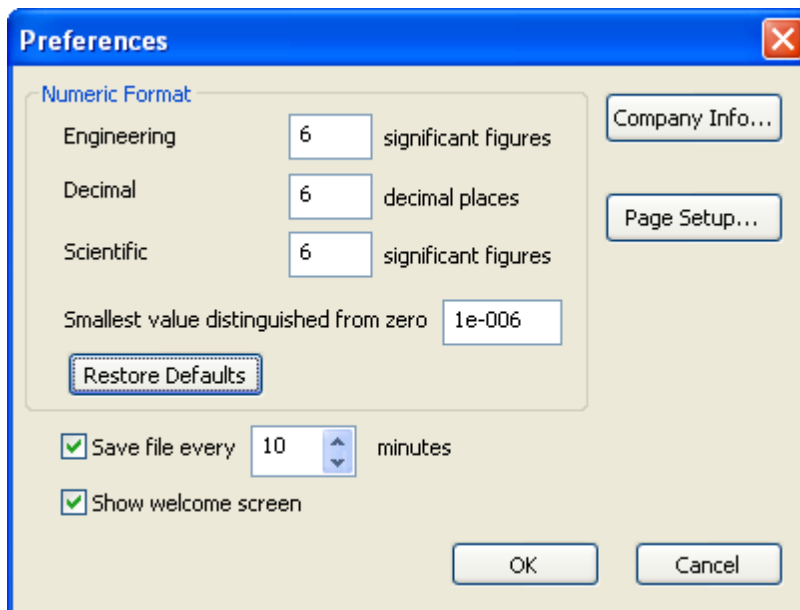 Preferences
Numeric Format
Engineering 6 significant figures
Company Info...
Decimal 6 decimal places
Page Setup...
Scientific 6 significant figures
Smallest value distinguished from zero 1e-006
Restore Defaults
Save file every 10 minutes
Show welcome screen
OK Cancel